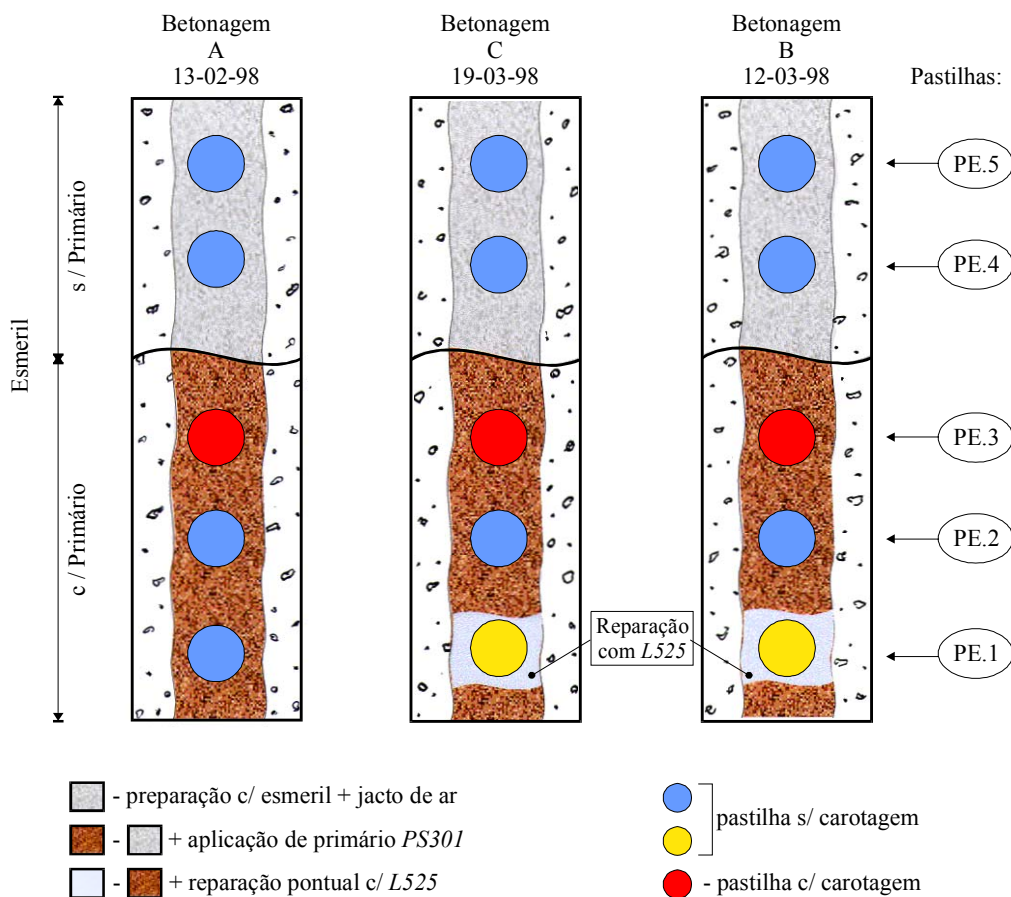 Betonagem
A
13-02-98
Betonagem
C
19-03-98
Betonagem
B
12-03-98
Pastilhas:
Esmeril
s / Primário
c / Primário
PE.5
PE.4
PE.3
PE.2
PE.1
Reparação
com L525
- preparação c/ esmeril + jacto de ar
- + aplicação de primário PS301
- + reparação pontual c/ L525
pastilha s/ carotagem
- pastilha c/ carotagem